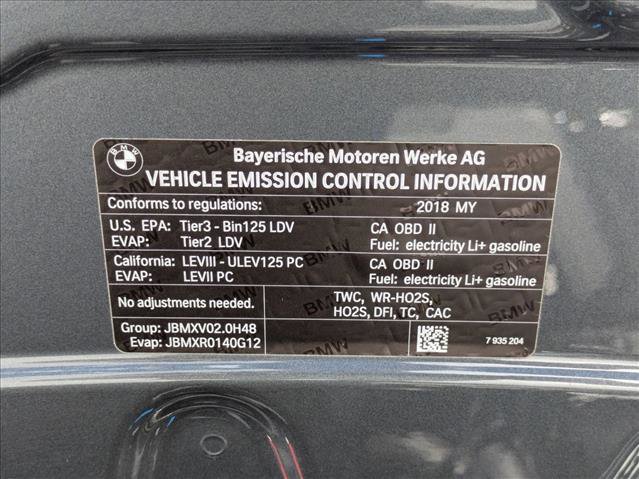 BMW
Bayerische Motoren Werke AG
VEHICLE EMISSION CONTROL INFORMATION
Conforms to regulations: 2018 MY
U.S. EPA: Tier3 - Bin125 LDV CA OBD II
EVAP: Tier2 LDV Fuel: electricity Li+ gasoline
California: LEVIII - ULEV125 PC CA OBD II
EVAP: LEVII PC Fuel: electricity Li+ gasoline
No adjustments needed. TWC, WR-HO2S,
HO2S, DFI, TC, CAC
Group: JBMXV02.0H48
Evap: JBMXR0140G12 7 935 204